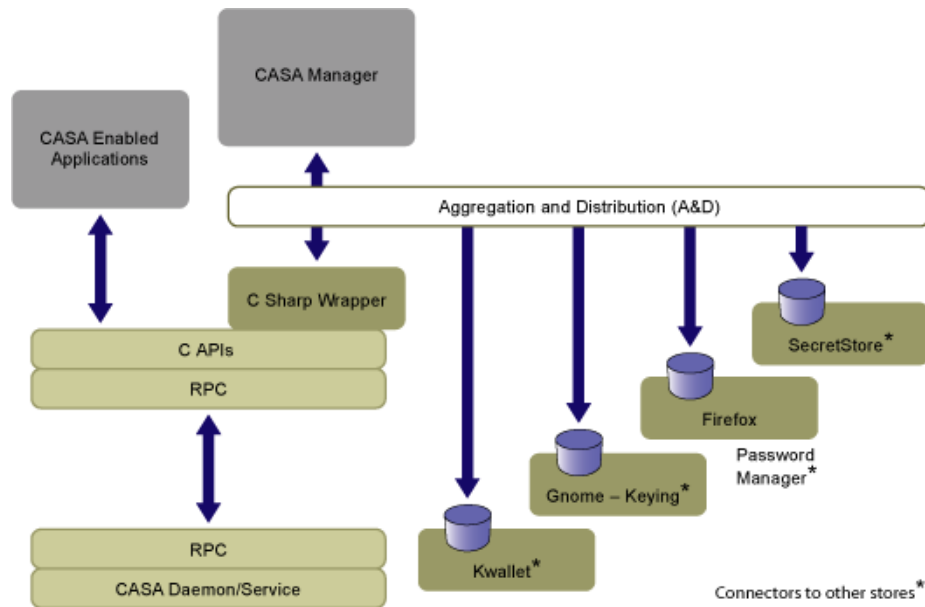 CASA Manager
CASA Enabled
Applications
Aggregation and Distribution (A&D)
C Sharp Wrapper
C APIs
RPC
SecretStore*
Firefox
Password
Manager*
Gnome – Keying*
RPC
Kwallet*
CASA Daemon/Service
Connectors to other stores*